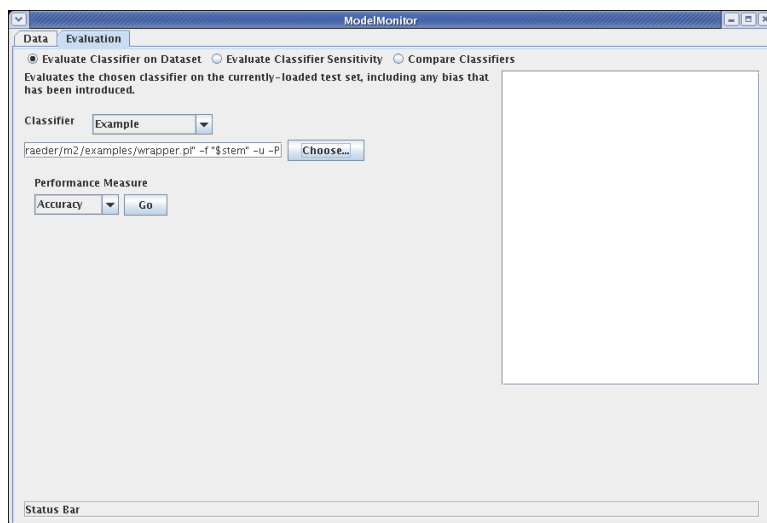 ModelMonitor
Data Evaluation
Evaluate Classifier on Dataset Evaluate Classifier Sensitivity Compare Classifiers
Evaluates the chosen classifier on the currently-loaded test set, including any bias that
has been introduced.
Classifier Example
raeder/m2/examples/wrapper.pl" -f "$stem" -u -P Choose...
Performance Measure
Accuracy Go
Status Bar